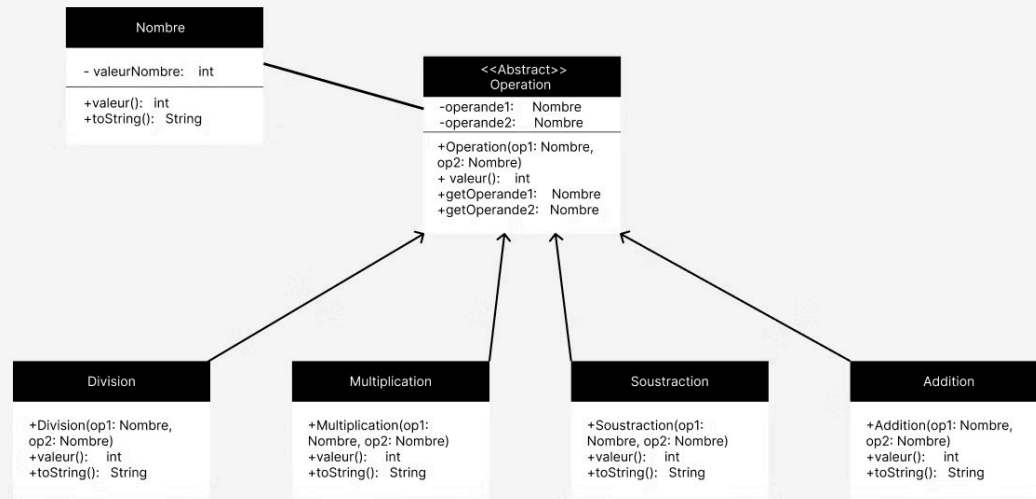 Nombre
- valeurNombre: int
+valeur(): int
+toString(): String
<<Abstract>>
Operation
-operande1: Nombre
-operande2: Nombre
+Operation(op1: Nombre,
op2: Nombre)
+ valeur(): int
+getOperande1: Nombre
+getOperande2: Nombre
Division
+Division(op1: Nombre,
op2: Nombre)
+valeur(): int
+toString(): String
Multiplication
+Multiplication(op1:
Nombre, op2: Nombre)
+valeur(): int
+toString(): String
Soustraction
+Soustraction(op1:
Nombre, op2: Nombre)
+valeur(): int
+toString(): String
Addition
+Addition(op1: Nombre,
op2: Nombre)
+valeur(): int
+toString(): String